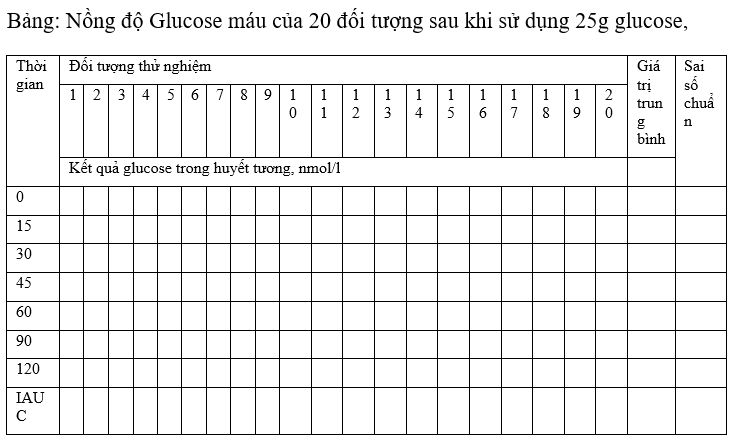 Bảng: Nồng độ Glucose máu của 20 đối tượng sau khi sử dụng 25g glucose,
Thời gian
Đối tượng thử nghiệm
Giá trị trung bình
Sai số chuẩn
1 2 3 4 5 6 7 8 9 10 11 12 13 14 15 16 17 18 19 20
Kết quả glucose trong huyết tương, nmol/l
0
15
30
45
60
90
120
IAUC